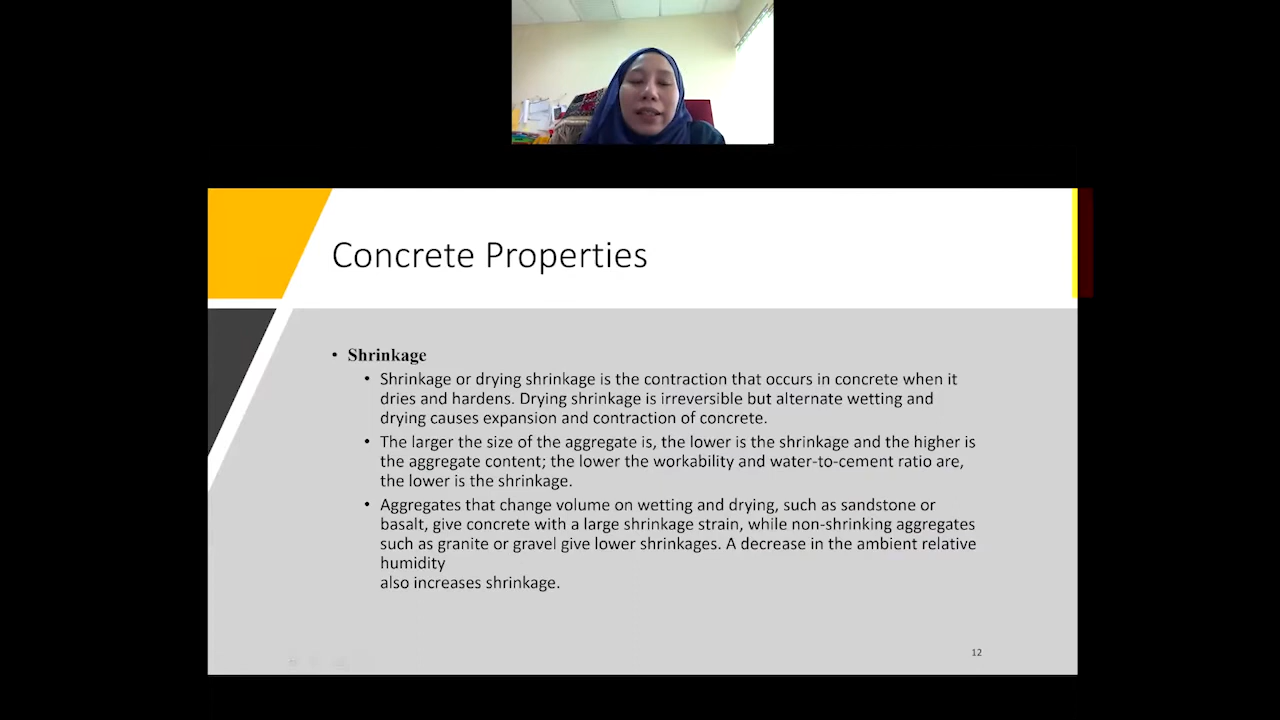 Concrete Properties
• Shrinkage
• Shrinkage or drying shrinkage is the contraction that occurs in concrete when it
dries and hardens. Drying shrinkage is irreversible but alternate wetting and
drying causes expansion and contraction of concrete.
• The larger the size of the aggregate is, the lower is the shrinkage and the higher is
the aggregate content; the lower the workability and water-to-cement ratio are,
the lower is the shrinkage.
• Aggregates that change volume on wetting and drying, such as sandstone or
basalt, give concrete with a large shrinkage strain, while non-shrinking aggregates
such as granite or gravel give lower shrinkages. A decrease in the ambient relative
humidity
also increases shrinkage.
12